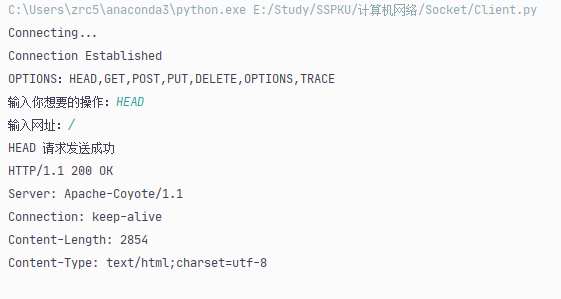 C:\Users\zrc5\anaconda3\python.exe E:/Study/SSPKU/计算机网络/Socket/Client.py
Connecting...
Connection Established
OPTIONS: HEAD,GET,POST,PUT,DELETE,OPTIONS,TRACE
输入你想要的操作: HEAD
输入网址: /
HEAD 请求发送成功
HTTP/1.1 200 OK
Server: Apache-Coyote/1.1
Connection: keep-alive
Content-Length: 2854
Content-Type: text/html;charset=utf-8